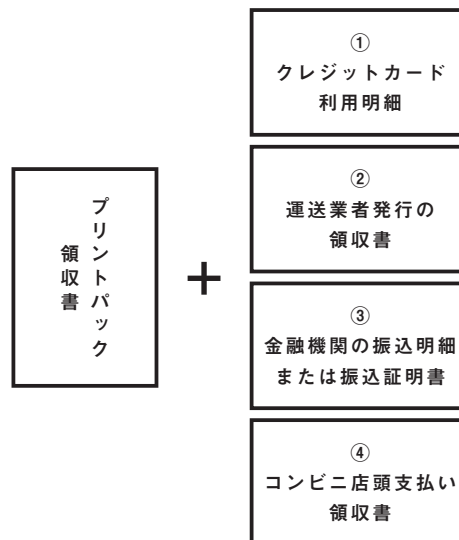 プリントパック
領収書
+
①
クレジットカード
利用明細
②
運送業者発行の
領収書
③
金融機関の振込明細
または振込証明書
④
コンビニ店頭支払い
領収書